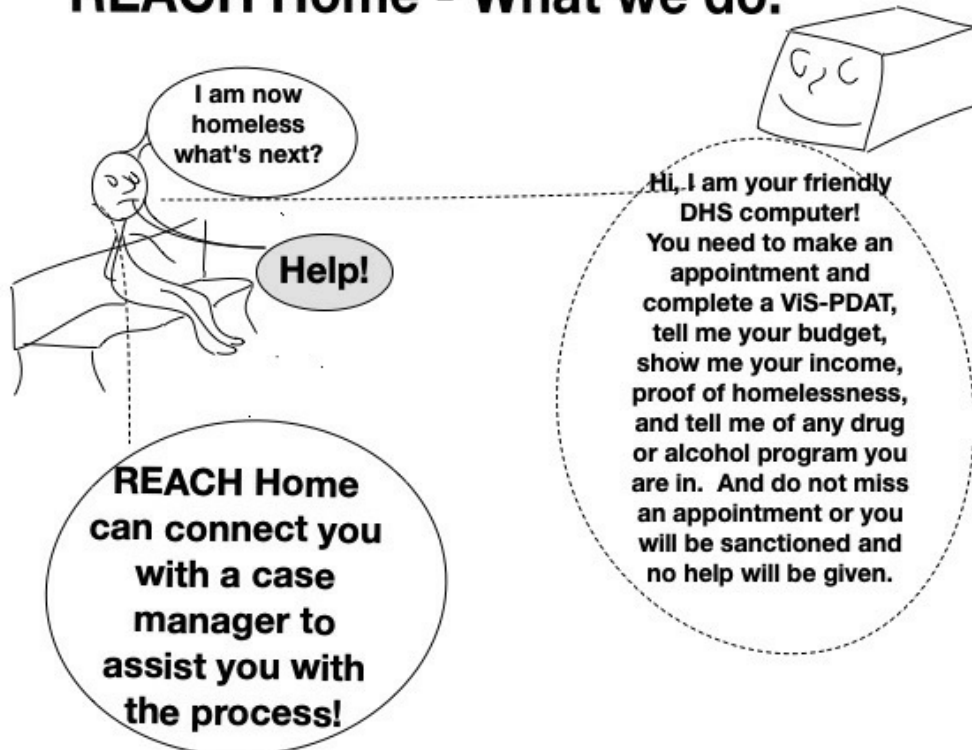 REACH Home - What we do.
I am now
homeless
what's next?
Help!
Hi, I am your friendly
DHS computer!
You need to make an
appointment and
complete a ViS-PDAT,
tell me your budget,
show me your income,
proof of homelessness,
and tell me of any drug
or alcohol program you
are in. And do not miss
an appointment or you
will be sanctioned and
no help will be given.
REACH Home
can connect you
with a case
manager to
assist you with
the process!